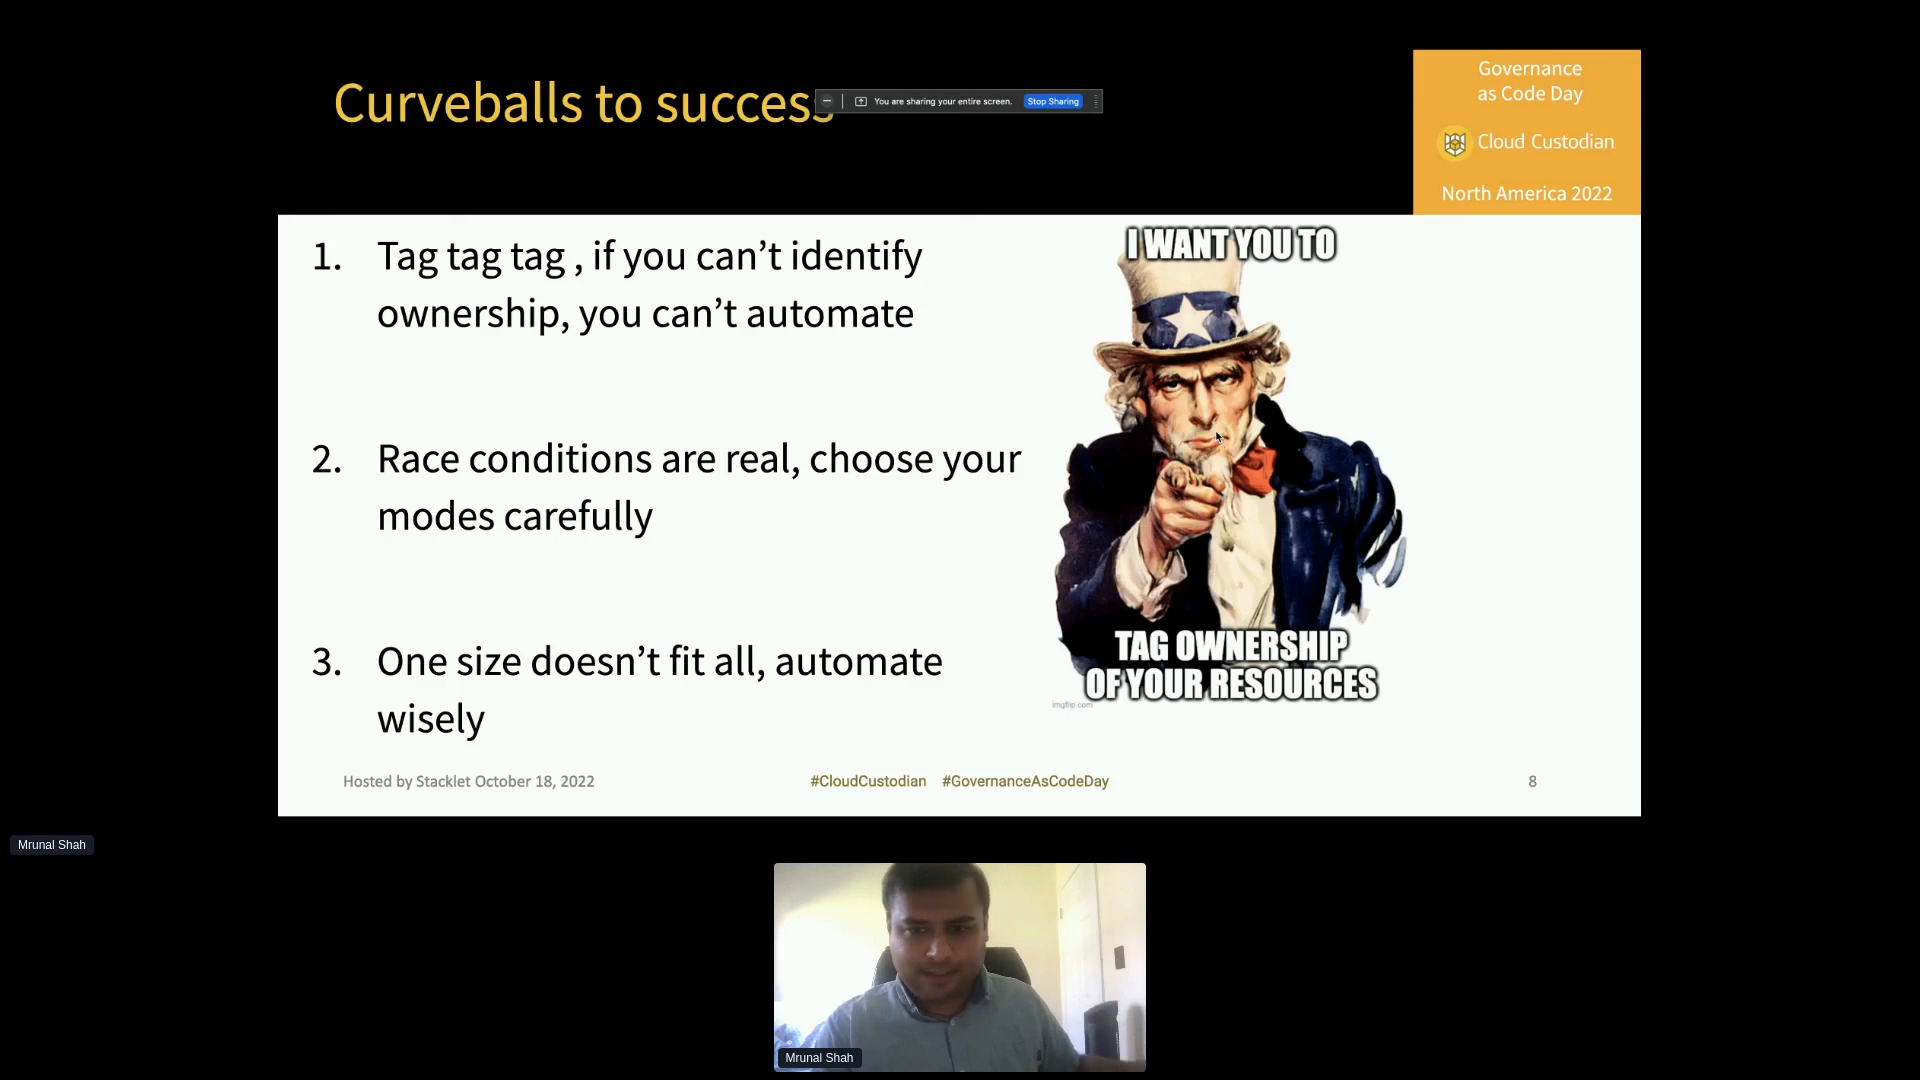 Curveballs to success
You are sharing your entire screen. Stop Sharing
Governance
as Code Day
Cloud Custodian
North America 2022
1. Tag tag tag , if you can’t identify
ownership, you can’t automate
2. Race conditions are real, choose your
modes carefully
3. One size doesn’t fit all, automate
wisely
I WANT YOU TO
TAG OWNERSHIP
OF YOUR RESOURCES
imgflip.com
Hosted by Stacklet October 18, 2022
#CloudCustodian #GovernanceAsCodeDay
8
Mrunal Shah
Mrunal Shah